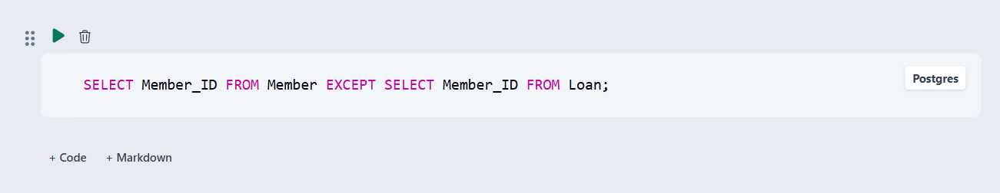 SELECT Member_ID FROM Member EXCEPT SELECT Member_ID FROM Loan;
Postgres
+ Code
+ Markdown